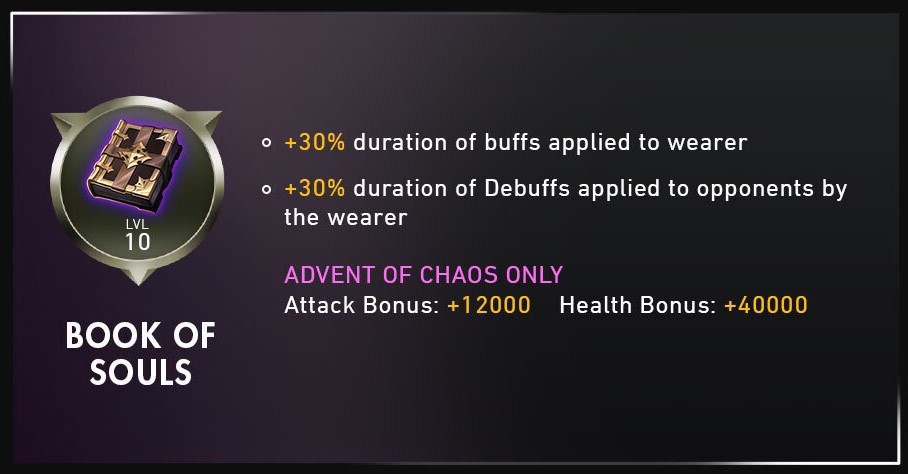 +30% duration of buffs applied to wearer
+30% duration of Debuffs applied to opponents by
the wearer
ADVENT OF CHAOS ONLY
Attack Bonus: +12000 Health Bonus: +40000
LVL
10
BOOK OF
SOULS